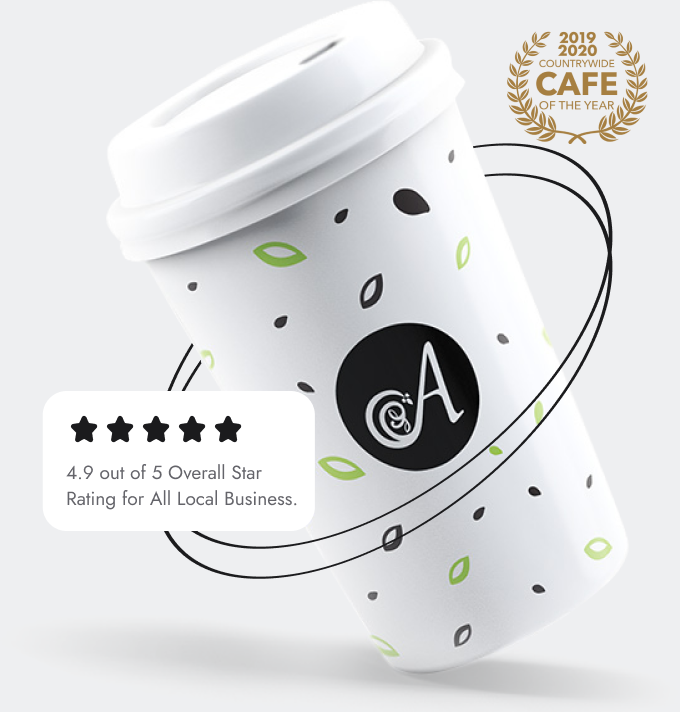 2019
2020
COUNTRYWIDE
CAFE
OF THE YEAR
A
4.9 out of 5 Overall Star
Rating for All Local Business.